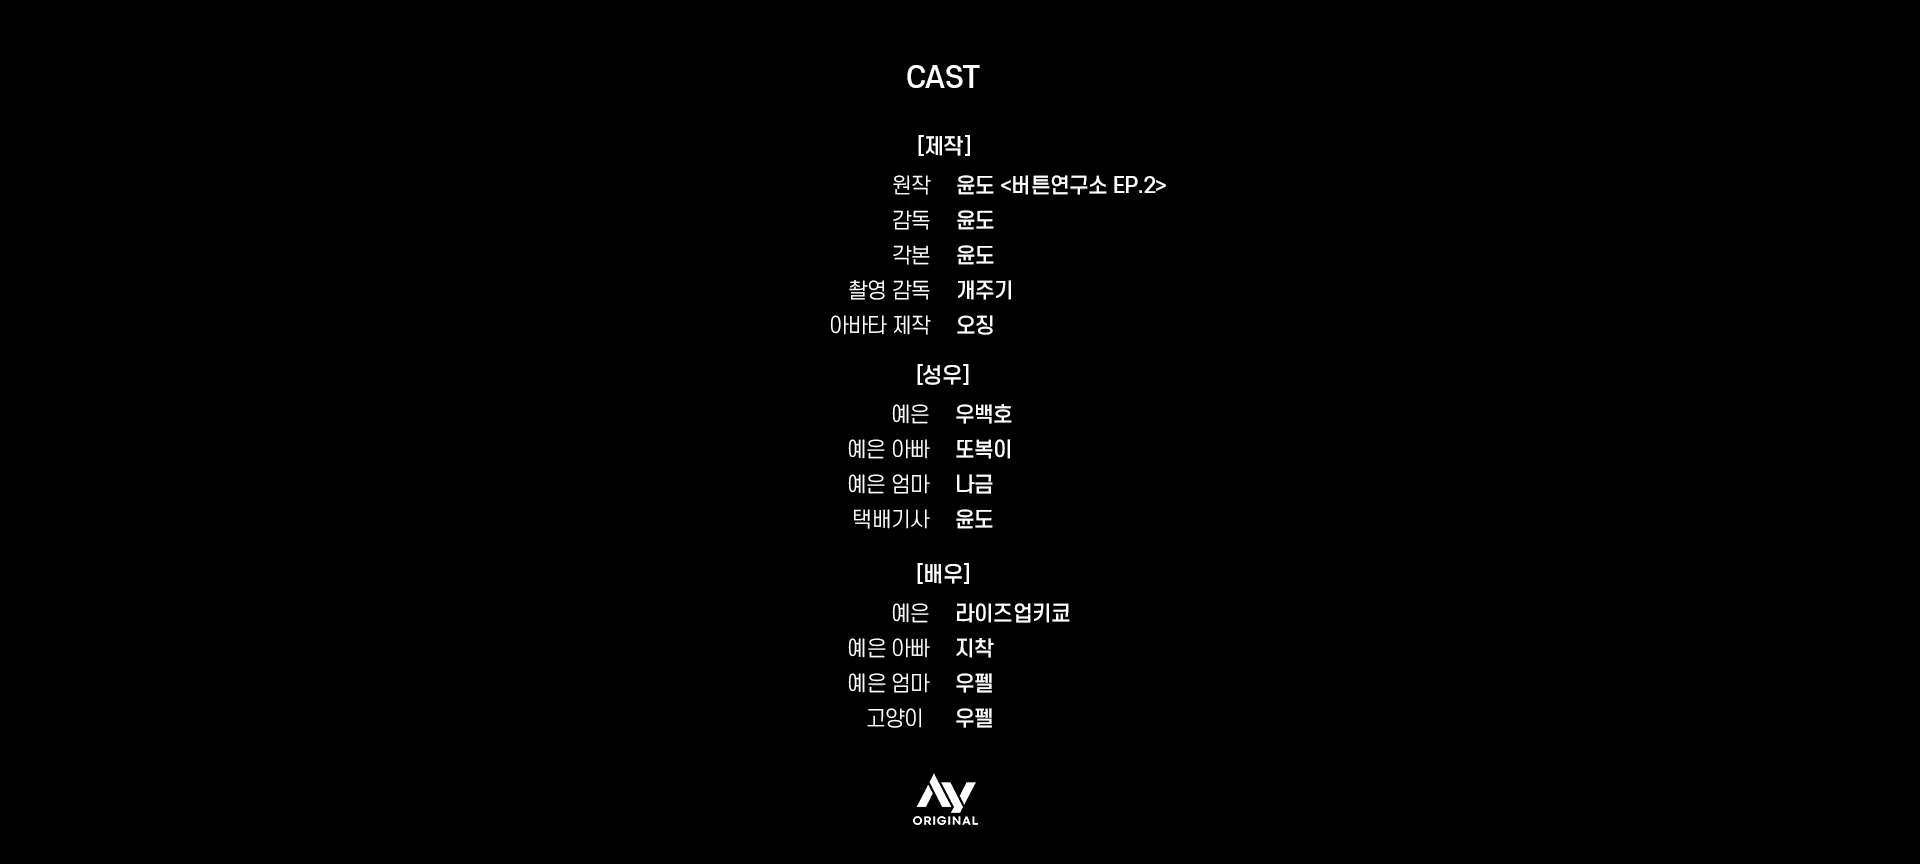 CAST
[제작]
원작 윤도 <버튼연구소 EP.2>
감독 윤도
각본 윤도
촬영 감독 개주기
아바타 제작 오징
[성우]
예은 우백호
예은 아빠 또복이
예은 엄마 나금
택배기사 윤도
[배우]
예은 라이즈업키쿄
예은 아빠 지착
예은 엄마 우펠
고양이 우펠
Ay
ORIGINAL